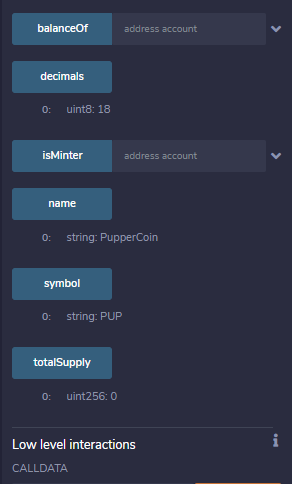 balanceOf address account
decimals
0: uint8: 18
isMinter address account
name
0: string: PupperCoin
symbol
0: string: PUP
totalSupply
0: uint256: 0
Low level interactions i
CALLDATA